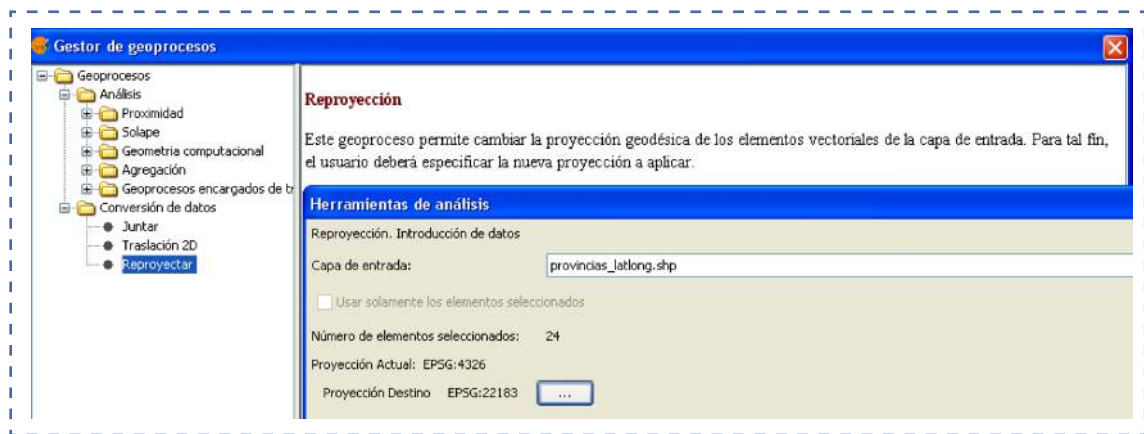 Gestor de geoprocesos
Geoprocesos
Análisis
Proximidad
Solape
Geometria computacional
Agregación
Geoprocesos encargados de tr
Conversión de datos
Juntar
Traslación 2D
Reproyectar
Reproyección
Este geoproceso permite cambiar la proyección geodésica de los elementos vectoriales de la capa de entrada. Para tal fin,
el usuario deberá especificar la nueva proyección a aplicar.
Herramientas de análisis
Reproyección. Introducción de datos
Capa de entrada: provincias_latlong.shp
Usar solamente los elementos seleccionados
Número de elementos seleccionados: 24
Proyección Actual: EPSG:4326
Proyección Destino EPSG:22183 ...